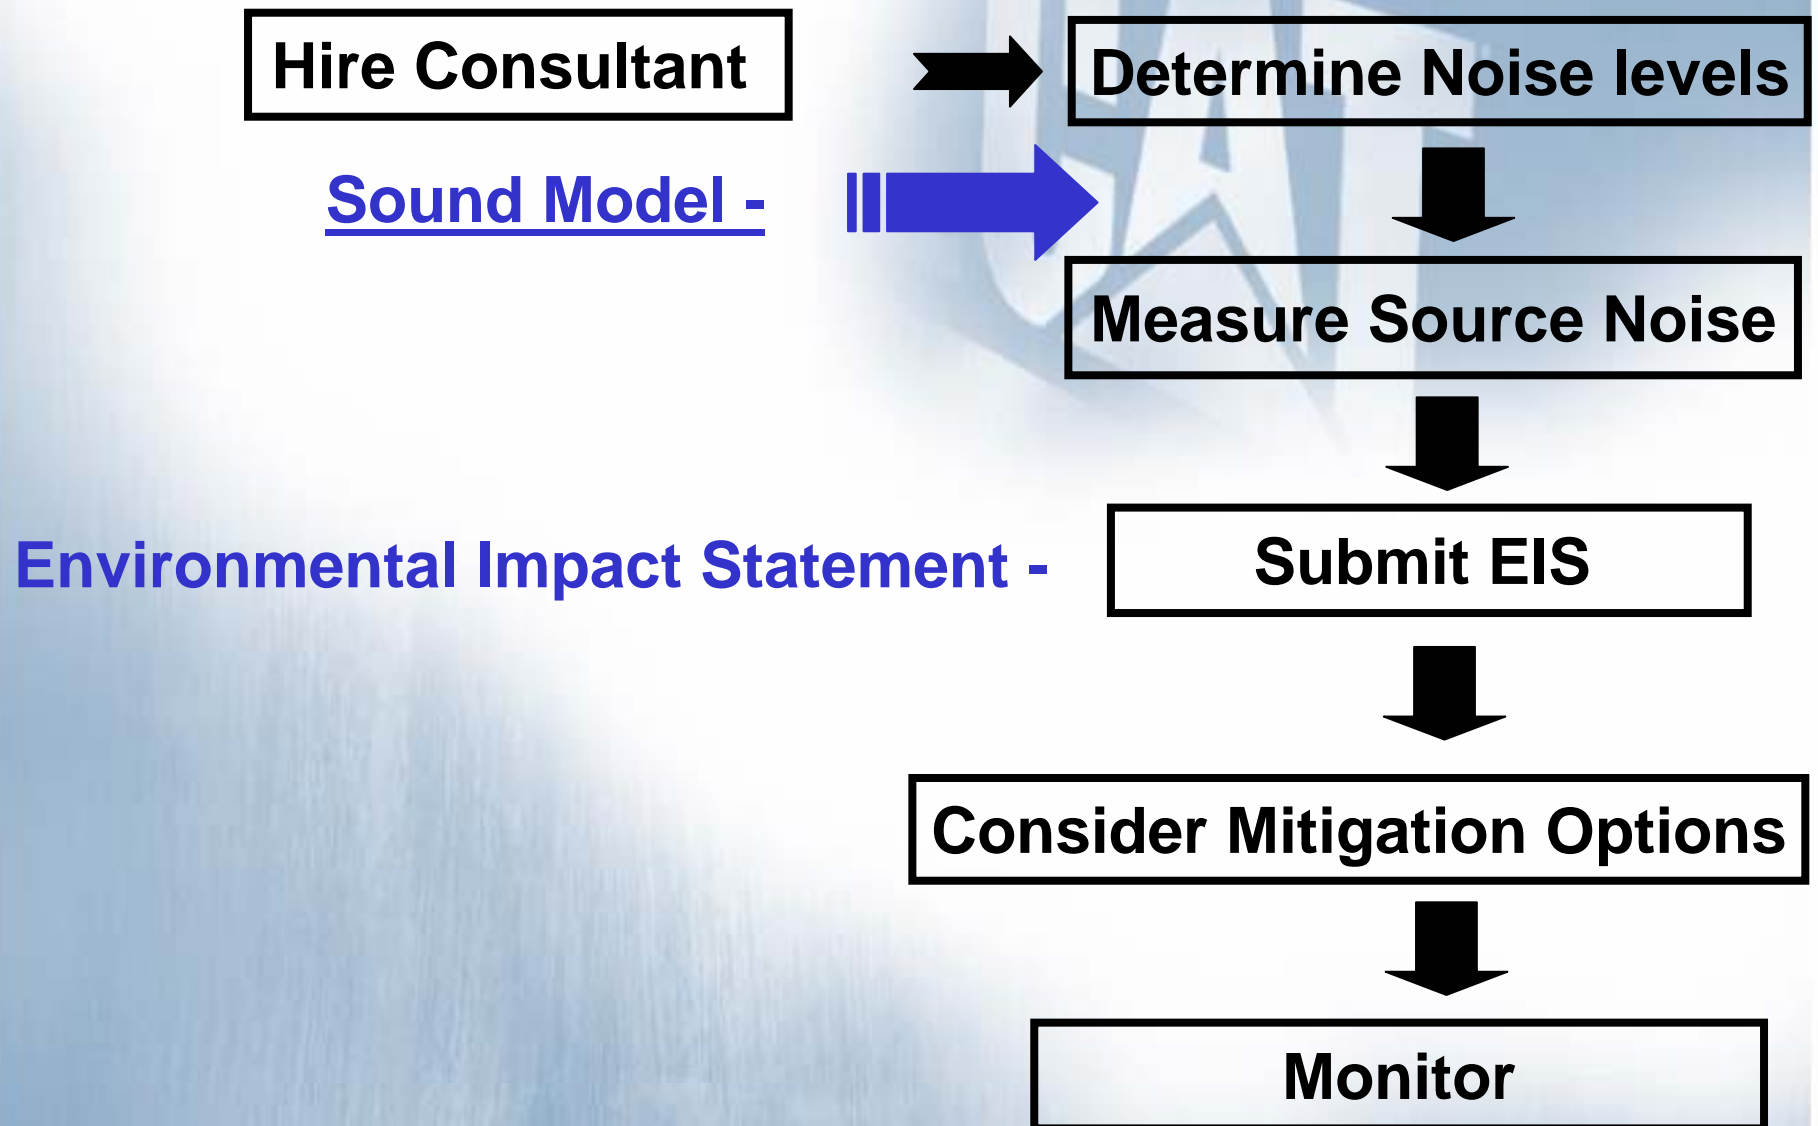 Hire Consultant
Determine Noise levels
Sound Model -
Measure Source Noise
Environmental Impact Statement -
Submit EIS
Consider Mitigation Options
Monitor
CAT